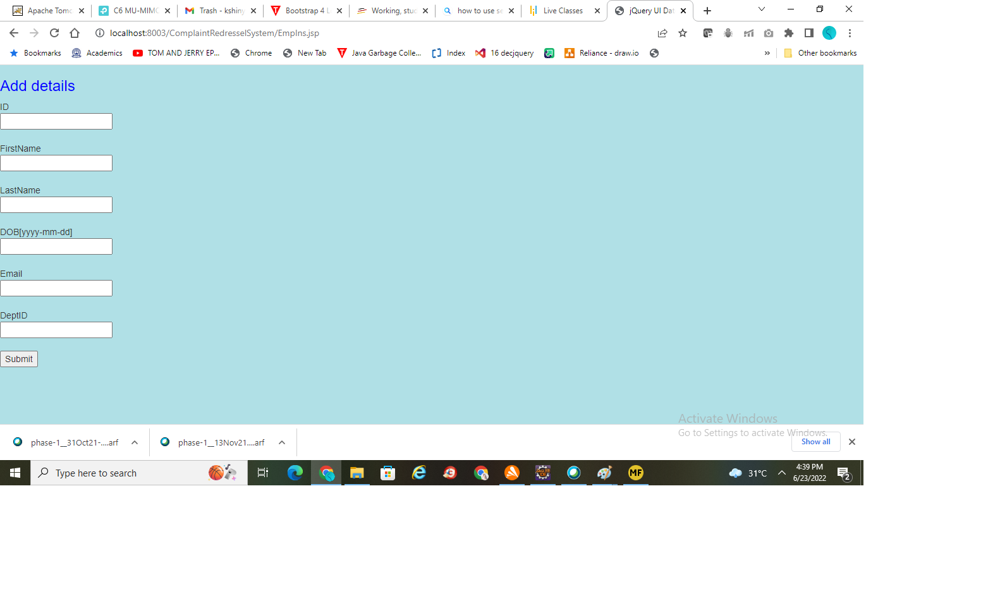 Apache Tomc
C6 MU-MIMO
Trash - kshiny
Bootstrap 4 L
Working, stud
how to use se
Live Classes
jQuery UI Dat
localhost:8003/ComplaintRedresselSystem/EmpIns.jsp
Bookmarks
Academics
TOM AND JERRY EP...
Chrome
New Tab
Java Garbage Colle...
Index
16 decjquery
Reliance - draw.io
»
Other bookmarks
Add details
ID
FirstName
LastName
DOB[yyyy-mm-dd]
Email
DeptID
Submit
Activate Windows
Go to Settings to activate Windows.
phase-1__31Oct21-....arf
phase-1__13Nov21....arf
Show all
Type here to search
MF
31°C
4:39 PM
6/23/2022
2